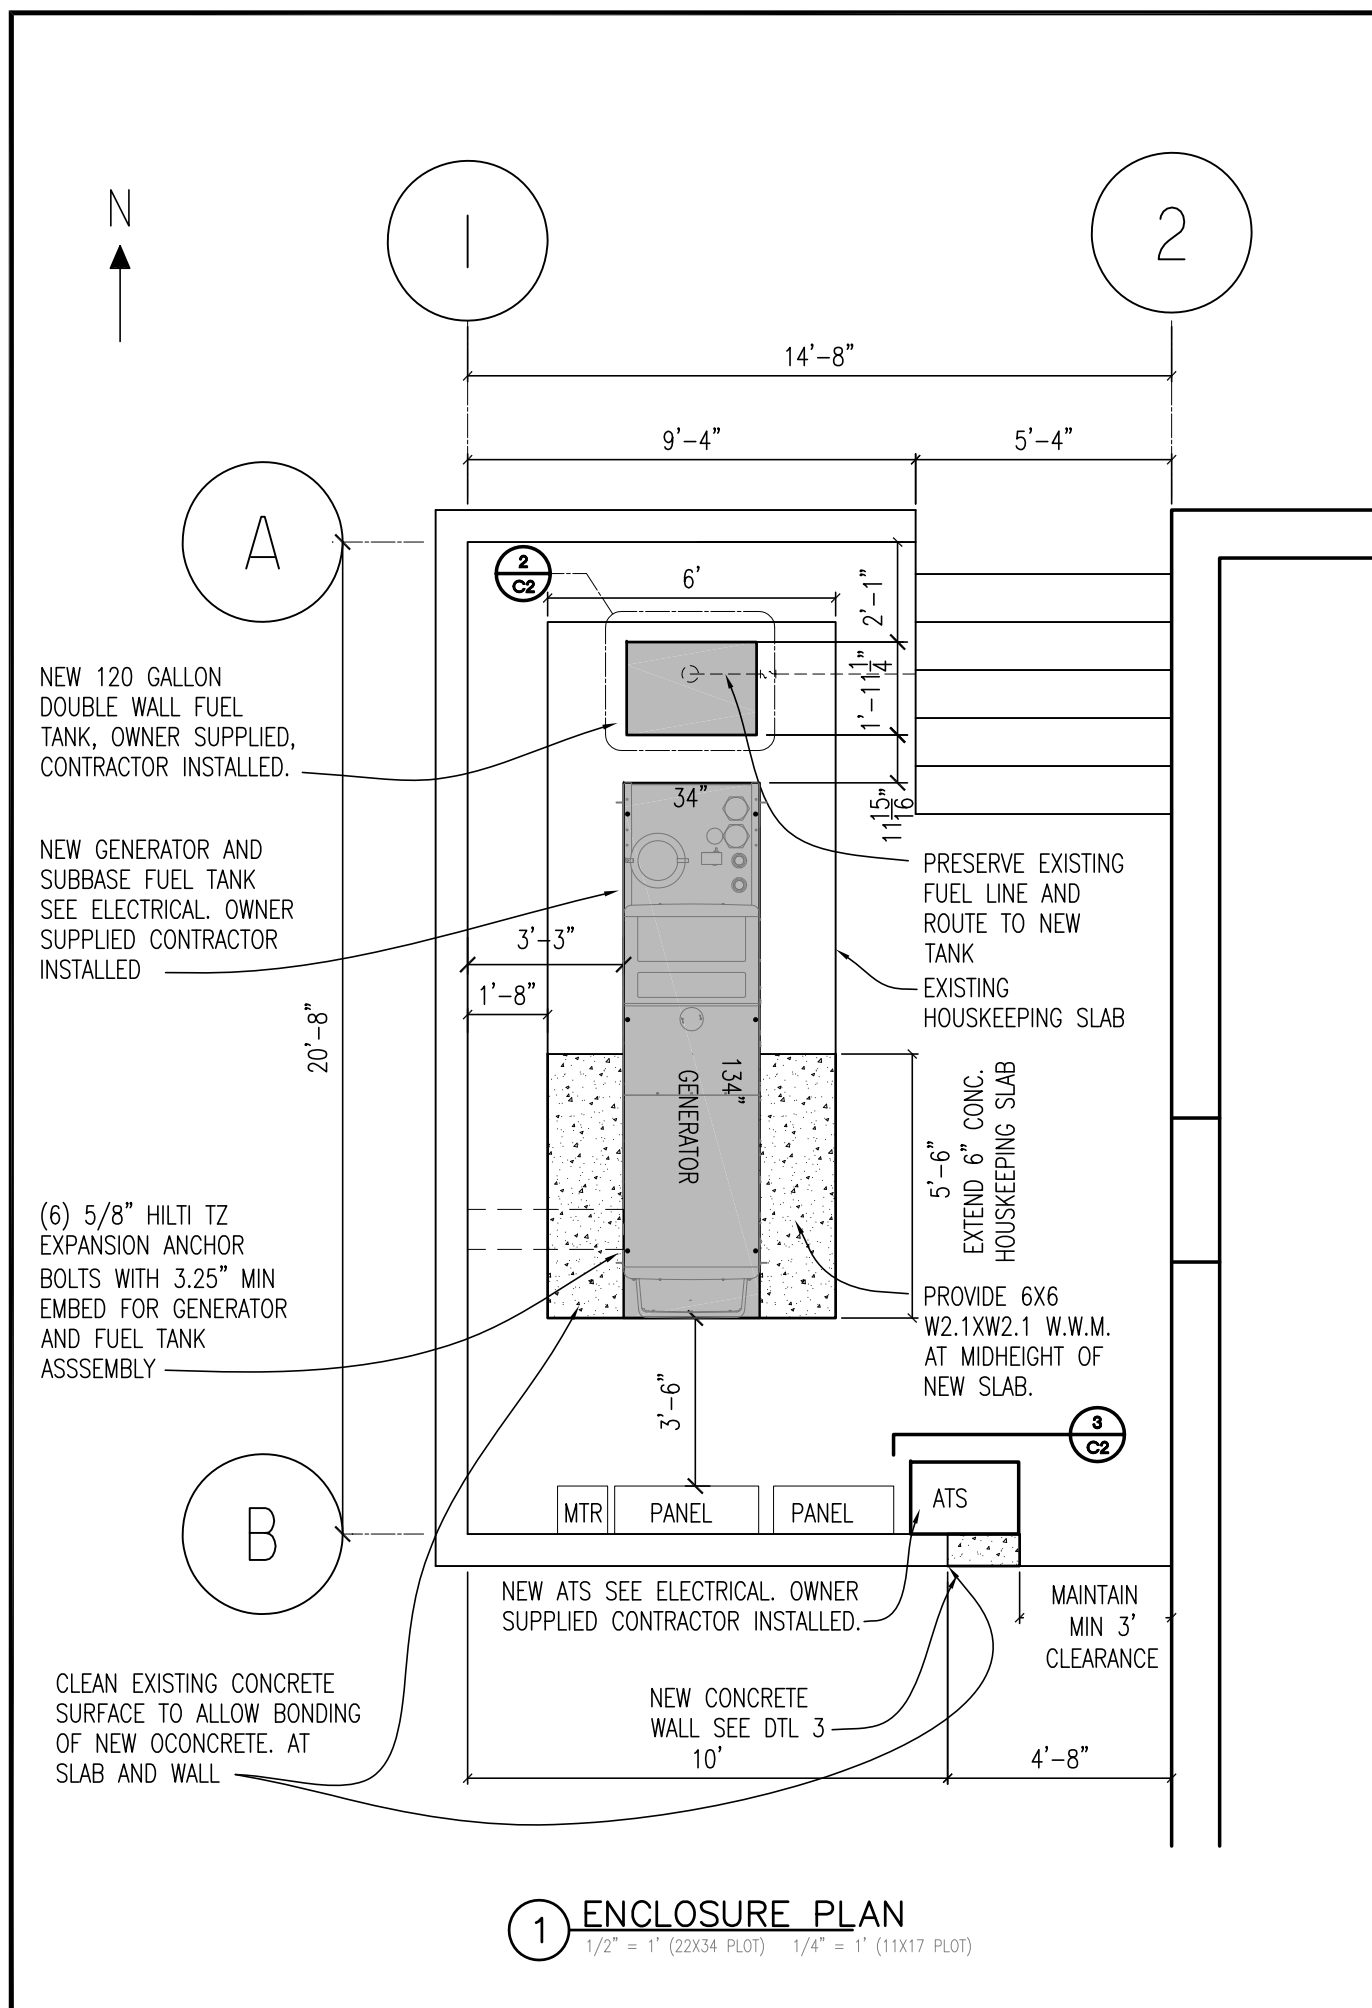 N
1
2
14'-8"
9'-4"
5'-4"
A
2
C2
6'
2'-1"
1'-11 1/4"
11 15/16"
NEW 120 GALLON
DOUBLE WALL FUEL
TANK, OWNER SUPPLIED,
CONTRACTOR INSTALLED.
34"
NEW GENERATOR AND
SUBBASE FUEL TANK
SEE ELECTRICAL. OWNER
SUPPLIED CONTRACTOR
INSTALLED
PRESERVE EXISTING
FUEL LINE AND
ROUTE TO NEW
TANK
EXISTING
HOUSKEEPING SLAB
3'-3"
1'-8"
20'-8"
134"
GENERATOR
5'-6"
EXTEND 6" CONC.
HOUSKEEPING SLAB
(6) 5/8" HILTI TZ
EXPANSION ANCHOR
BOLTS WITH 3.25" MIN
EMBED FOR GENERATOR
AND FUEL TANK
ASSSEMBLY
PROVIDE 6X6
W2.1XW2.1 W.W.M.
AT MIDHEIGHT OF
NEW SLAB.
3'-6"
3
C2
B
MTR
PANEL
PANEL
ATS
NEW ATS SEE ELECTRICAL. OWNER
SUPPLIED CONTRACTOR INSTALLED.
MAINTAIN
MIN 3'
CLEARANCE
CLEAN EXISTING CONCRETE
SURFACE TO ALLOW BONDING
OF NEW OCONCRETE. AT
SLAB AND WALL
NEW CONCRETE
WALL SEE DTL 3
10'
4'-8"
1
ENCLOSURE PLAN
1/2" = 1' (22X34 PLOT) 1/4" = 1' (11X17 PLOT)